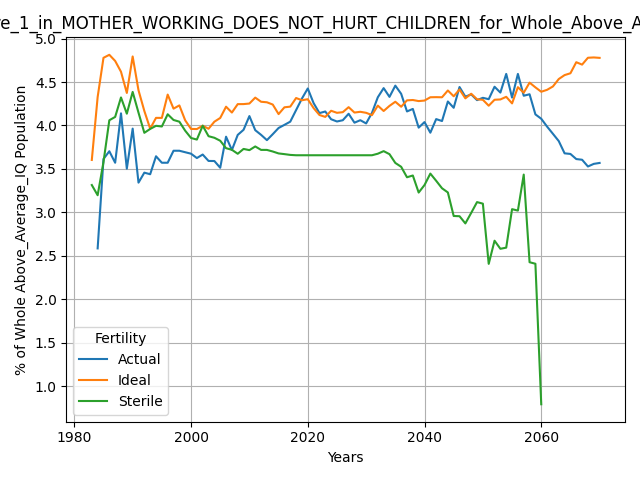 re_1_in_MOTHER_WORKING_DOES_NOT_HURT_CHILDREN_for_Whole_Above_A
5.0
4.5
4.0
3.5
3.0
2.5
2.0
1.5
1.0
% of Whole Above_Average_IQ Population
Fertility
Actual
Ideal
Sterile
1980 2000 2020 2040 2060
Years